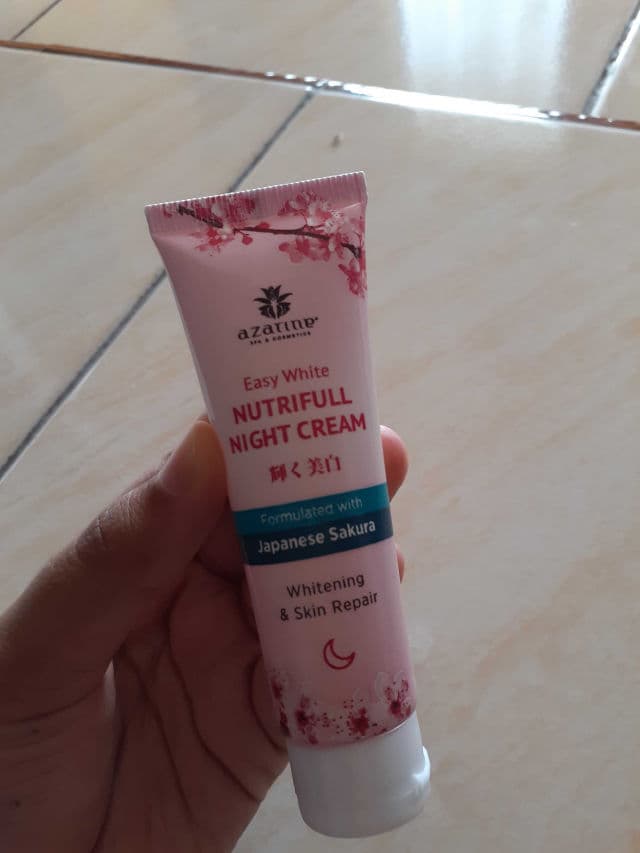 azarine
SPA & COSMETICS
Easy White
NUTRIFULL
NIGHT CREAM
輝く美白
Formulated with
Japanese Sakura
Whitening
& Skin Repair